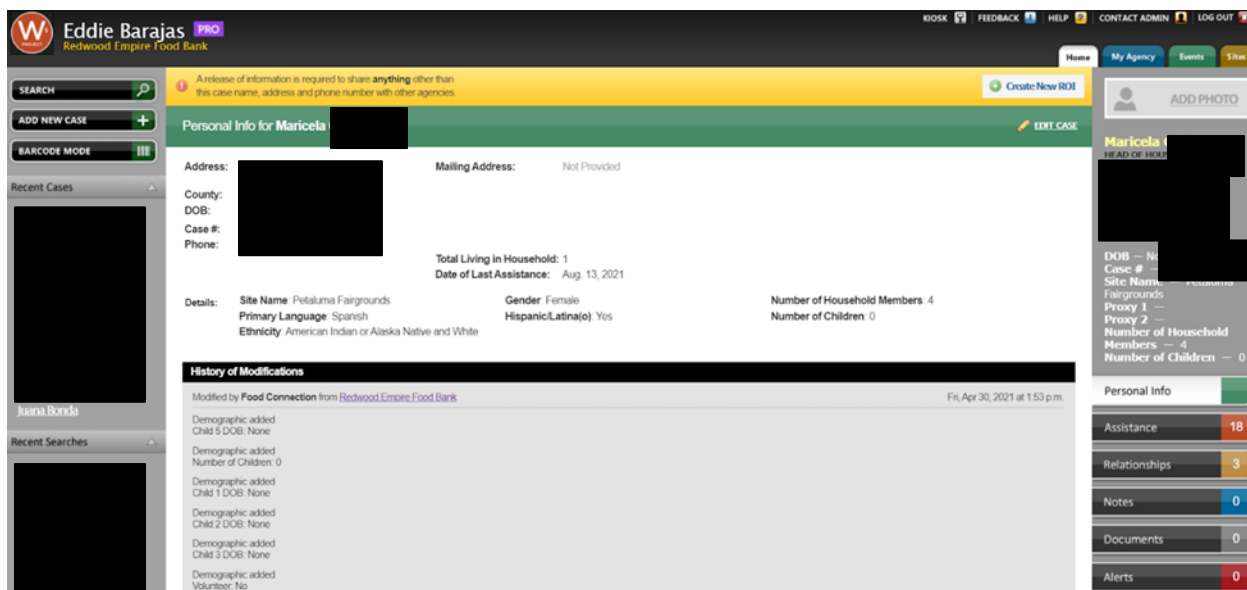 KIOSK FEEDBACK HELP CONTACT ADMIN LOG OUT
W PROJECT
Eddie Barajas PRO
Redwood Empire Food Bank
Home My Agency Events Sites
SEARCH
ADD NEW CASE
BARCODE MODE
Recent Cases
Juana Bonda
Recent Searches
A release of information is required to share anything other than
this case name, address and phone number with other agencies.
Create New ROI
Personal Info for Maricela
EDIT CASE
Address:
Mailing Address: Not Provided
County:
DOB:
Case #:
Phone:
Total Living in Household: 1
Date of Last Assistance: Aug. 13, 2021
Details:
Site Name: Petaluma Fairgrounds Gender: Female Number of Household Members: 4
Primary Language: Spanish Hispanic/Latina(o): Yes Number of Children: 0
Ethnicity: American Indian or Alaska Native and White
History of Modifications
Modified by Food Connection from Redwood Empire Food Bank Fri, Apr 30, 2021 at 1:53 p.m.
Demographic added
Child 5 DOB: None
Demographic added
Number of Children: 0
Demographic added
Child 1 DOB: None
Demographic added
Child 2 DOB: None
Demographic added
Child 3 DOB: None
Demographic added
Volunteer: No
ADD PHOTO
Maricela
HEAD OF
DOB —
Case # —
Site Name —
Fairgrounds
Proxy 1 —
Proxy 2 —
Number of Household
Members — 4
Number of Children — 0
Personal Info
Assistance 18
Relationships 3
Notes 0
Documents 0
Alerts 0